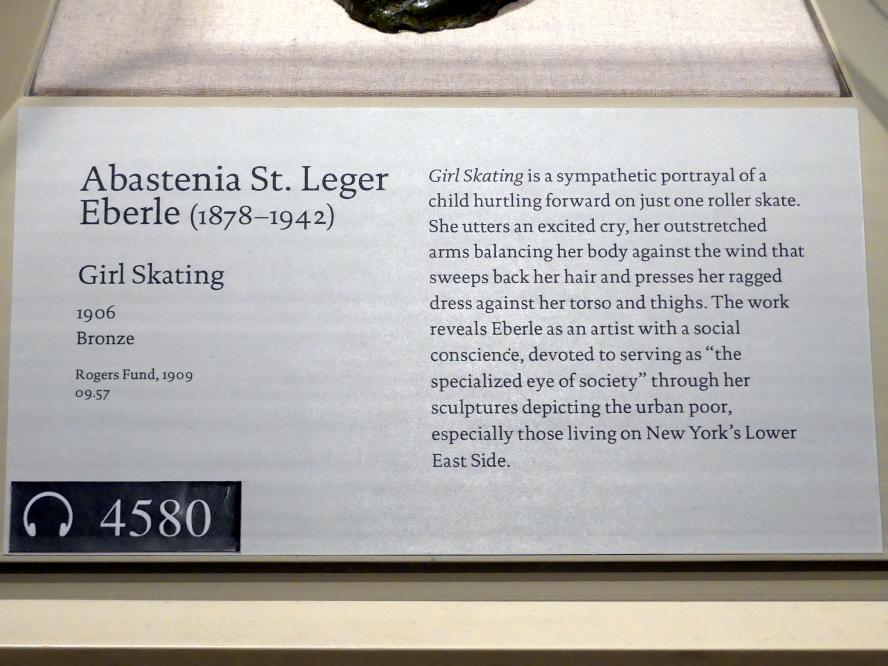 Abastenia St. Leger
Eberle (1878–1942)
Girl Skating
1906
Bronze
Rogers Fund, 1909
09.57
Girl Skating is a sympathetic portrayal of a
child hurtling forward on just one roller skate.
She utters an excited cry, her outstretched
arms balancing her body against the wind that
sweeps back her hair and presses her ragged
dress against her torso and thighs. The work
reveals Eberle as an artist with a social
conscience, devoted to serving as “the
specialized eye of society” through her
sculptures depicting the urban poor,
especially those living on New York’s Lower
East Side.
4580